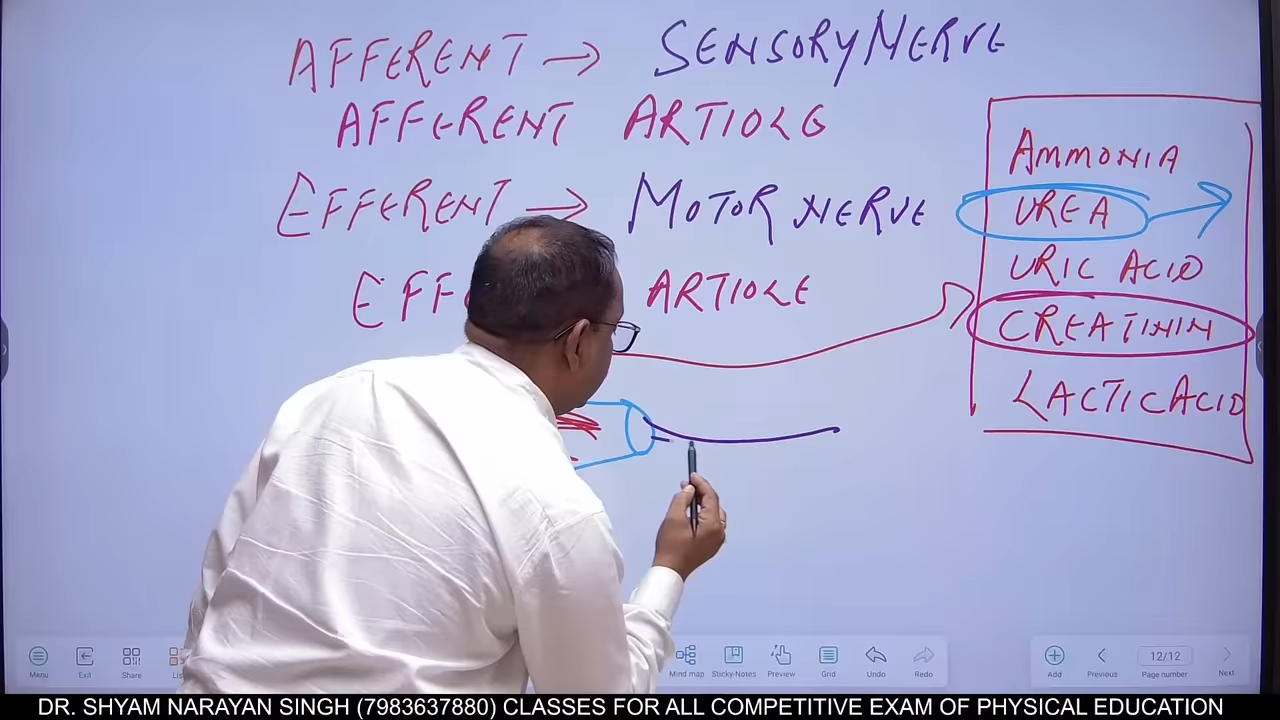 AFFERENT → SENSORY NERVE
AFFERENT ARTIOLE
EFFERENT → MOTOR NERVE
EFF ARTIOLE
AMMONIA
UREA
URIC ACID
CREATININ
LACTIC ACID
Menu
Exit
Share
Mind map
Sticky-Notes
Preview
Grid
Undo
Redo
Add
Previous
12/12
Page number
Next
DR. SHYAM NARAYAN SINGH (7983637880) CLASSES FOR ALL COMPETITIVE EXAM OF PHYSICAL EDUCATION